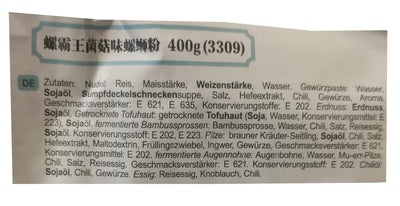 螺霸王菌菇味螺蛳粉 400g(3309)
DE Zutaten: Nudel: Reis, Maisstärke, Weizenstärke, Wasser. Gewürzpaste: Wasser,
Sojaöl, Sumpfdeckelschneckensuppe, Salz, Hefeextrakt, Chili, Gewürze, Aroma,
Geschmacksverstärker: E 621, E 635, Konservierungsstoffe: E 202. Erdnuss: Erdnuss,
Sojaöl. Getrocknete Tofuhaut: getrocknete Tofuhaut (Soja, Wasser, Konservierungsmittel: E
223), Sojaöl. fermentierte Bambussprossen: Bambussprosse, Wasser, Chili, Salz, Reisessig,
Sojaöl. Konservierungsstoffe: E 202, E 223. Pilze: brauner Kräuter-Seitling, Sojaöl, Chili, Salz,
Hefeextrakt, Maltodextrin, Frühlingszwiebel, Ingwer, Gewürze, Geschmacksverstärker: E 621,
Konservierungsmittel: E 202. fermentierte Augenbohne: Augenbohne, Wasser, Mu-err-Pilze,
Chili, Salz, Reisessig, Geschmacksverstärker: E 621. Konservierungsstoff: E 202. Chiliöl:
Sojaöl, Chili, Gewürze. Essig: Reisessig, Knoblauch, Chili.